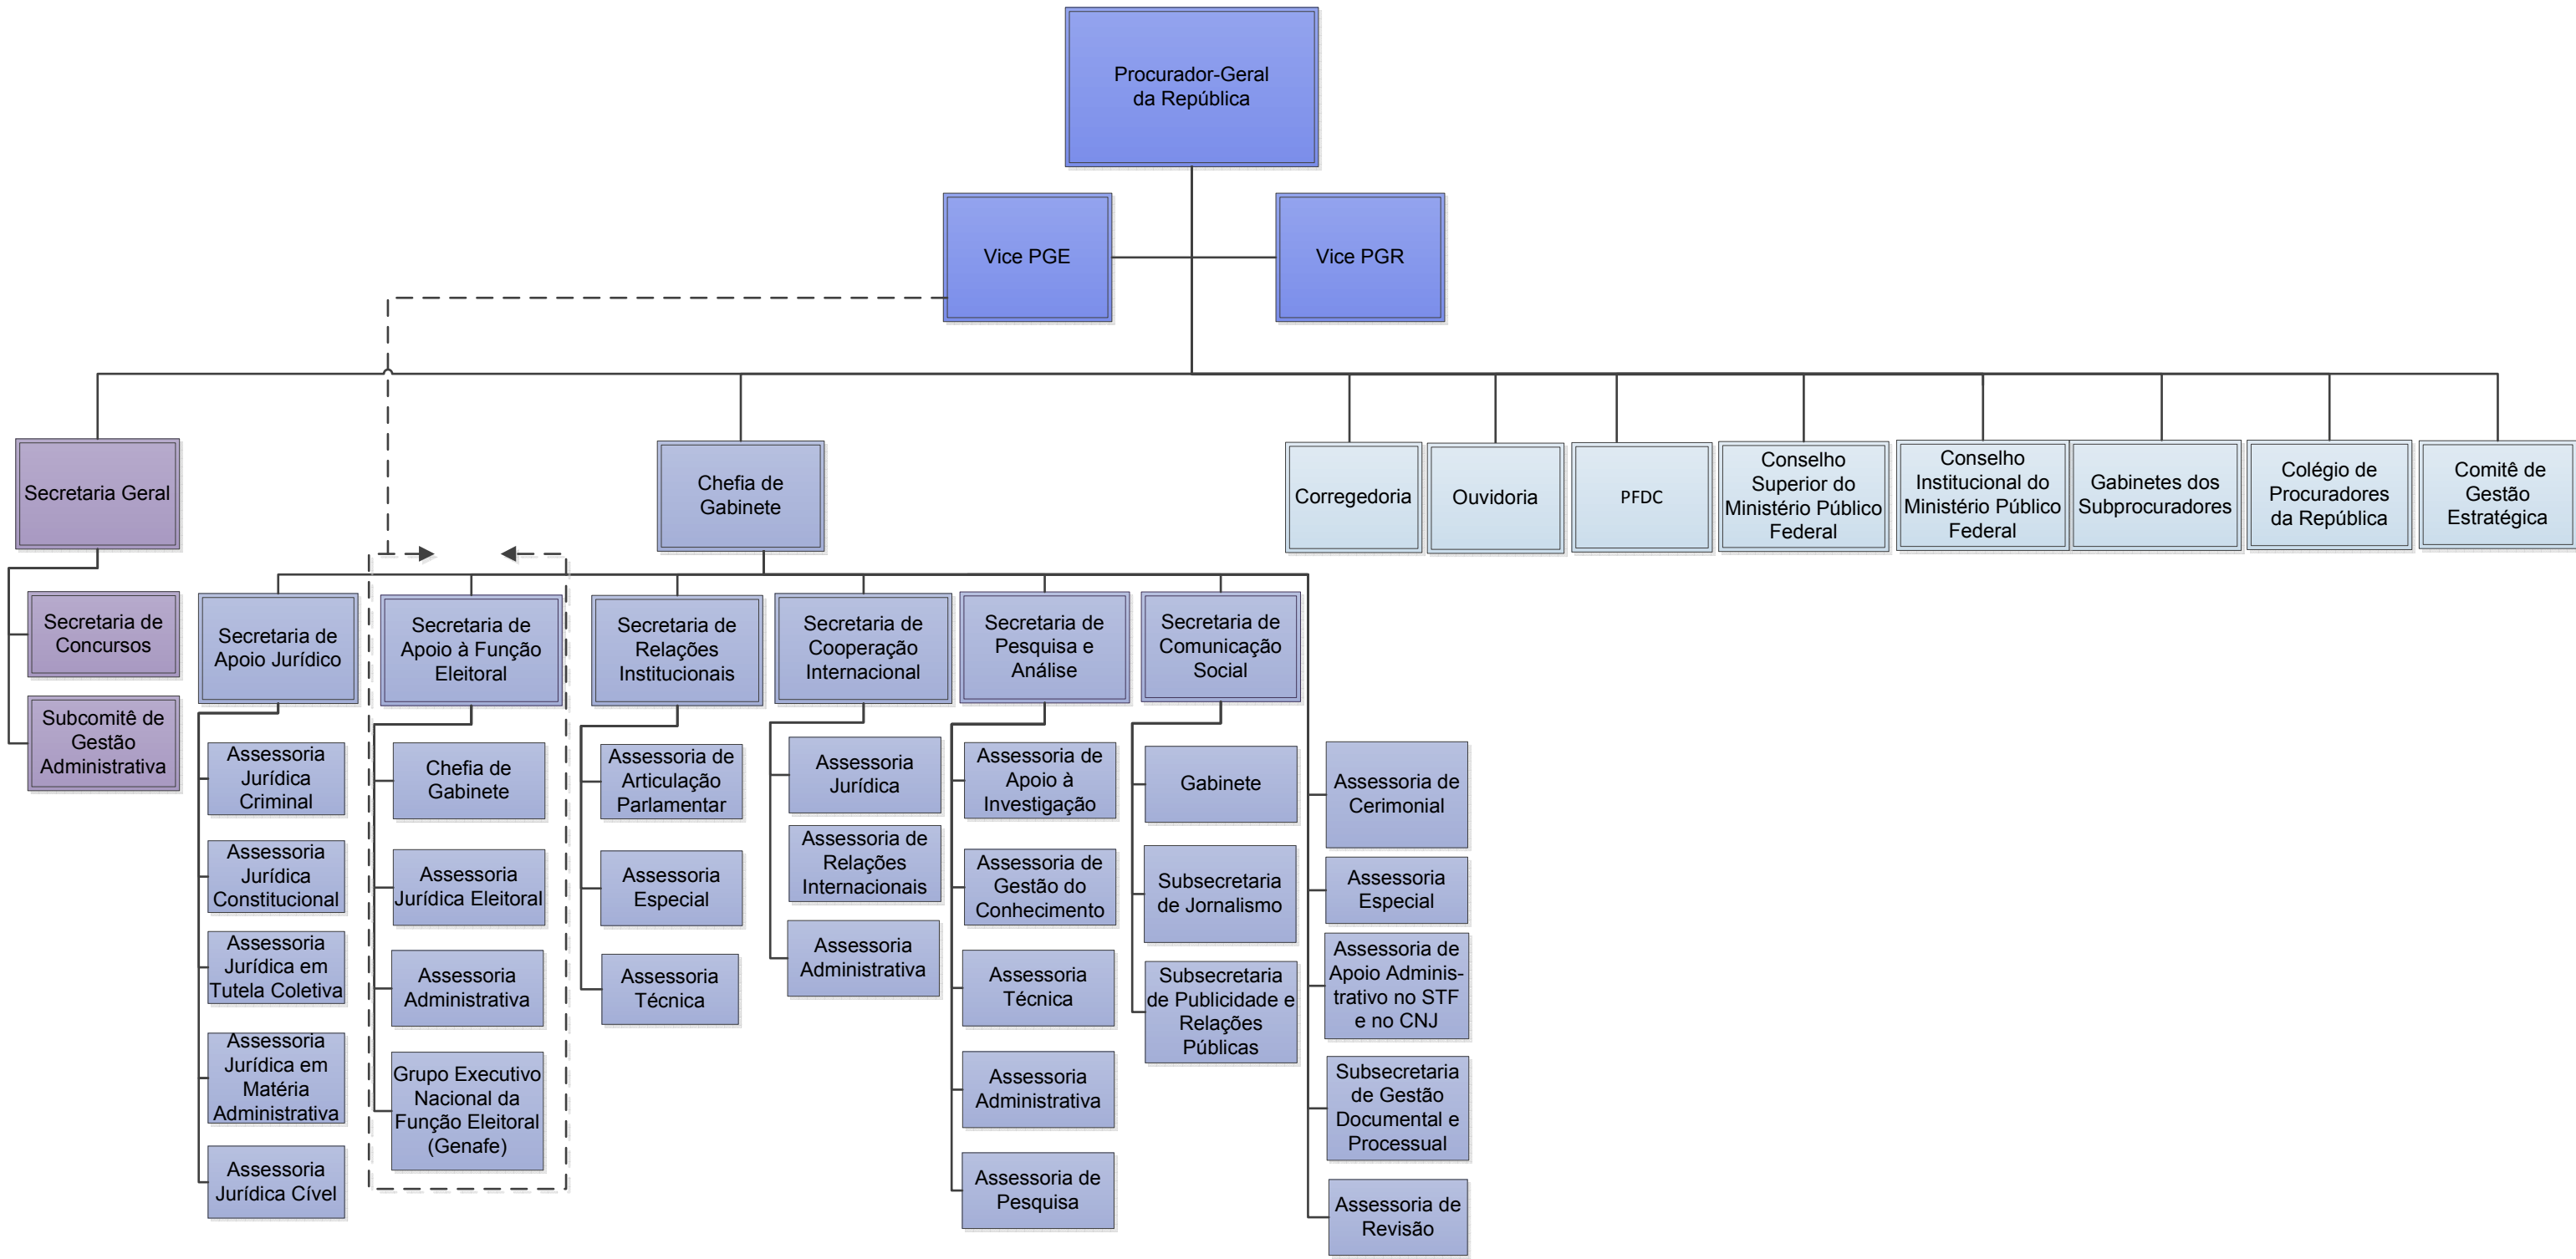 Procurador-Geral
da República
Vice PGE
Vice PGR
Secretaria Geral
Chefia de
Gabinete
Corregedoria
Ouvidoria
PFDC
Conselho
Superior do
Ministério Público
Federal
Conselho
Institucional do
Ministério Público
Federal
Gabinetes dos
Subprocuradores
Colégio de
Procuradores
da República
Comitê de
Gestão
Estratégica
Secretaria de
Concursos
Subcomitê de
Gestão
Administrativa
Secretaria de
Apoio Jurídico
Assessoria
Jurídica
Criminal
Assessoria
Jurídica
Constitucional
Assessoria
Jurídica em
Tutela Coletiva
Assessoria
Jurídica em
Matéria
Administrativa
Assessoria
Jurídica Cível
Secretaria de
Apoio à Função
Eleitoral
Chefia de
Gabinete
Assessoria
Jurídica Eleitoral
Assessoria
Administrativa
Grupo Executivo
Nacional da
Função Eleitoral
(Genafe)
Secretaria de
Relações
Institucionais
Assessoria de
Articulação
Parlamentar
Assessoria
Especial
Assessoria
Técnica
Secretaria de
Cooperação
Internacional
Assessoria
Jurídica
Assessoria de
Relações
Internacionais
Assessoria
Administrativa
Secretaria de
Pesquisa e
Análise
Assessoria de
Apoio à
Investigação
Assessoria de
Gestão do
Conhecimento
Assessoria
Técnica
Assessoria
Administrativa
Assessoria de
Pesquisa
Secretaria de
Comunicação
Social
Gabinete
Subsecretaria
de Jornalismo
Subsecretaria
de Publicidade e
Relações
Públicas
Assessoria de
Cerimonial
Assessoria
Especial
Assessoria de
Apoio Adminis-
trativo no STF
e no CNJ
Subsecretaria
de Gestão
Documental e
Processual
Assessoria de
Revisão